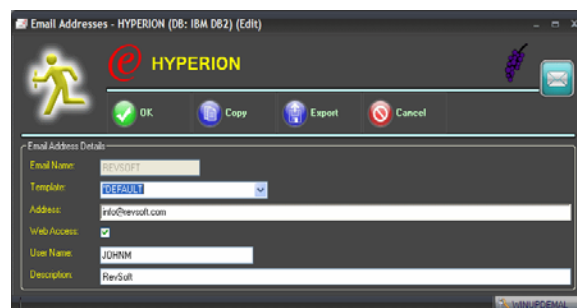 Email Addresses - HYPERION (DB: IBM DB2) (Edit)
e HYPERION
OK Copy Export Cancel
Email Address Details
Email Name: REVSOFT
Template: *DEFAULT
Address: info@revsoft.com
Web Access:
User Name: JOHNM
Description: RevSoft
WINUPDEMAL